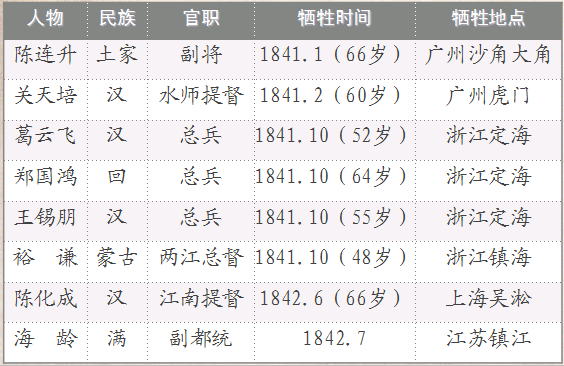 人物 民族 官职 牺牲时间 牺牲地点
陈连升 土家 副将 1841.1（66岁） 广州沙角大角
关天培 汉 水师提督 1841.2（60岁） 广州虎门
葛云飞 汉 总兵 1841.10（52岁） 浙江定海
郑国鸿 回 总兵 1841.10（64岁） 浙江定海
王锡朋 汉 总兵 1841.10（55岁） 浙江定海
裕 谦 蒙古 两江总督 1841.10（48岁） 浙江镇海
陈化成 汉 江南提督 1842.6（66岁） 上海吴淞
海 龄 满 副都统 1842.7 江苏镇江